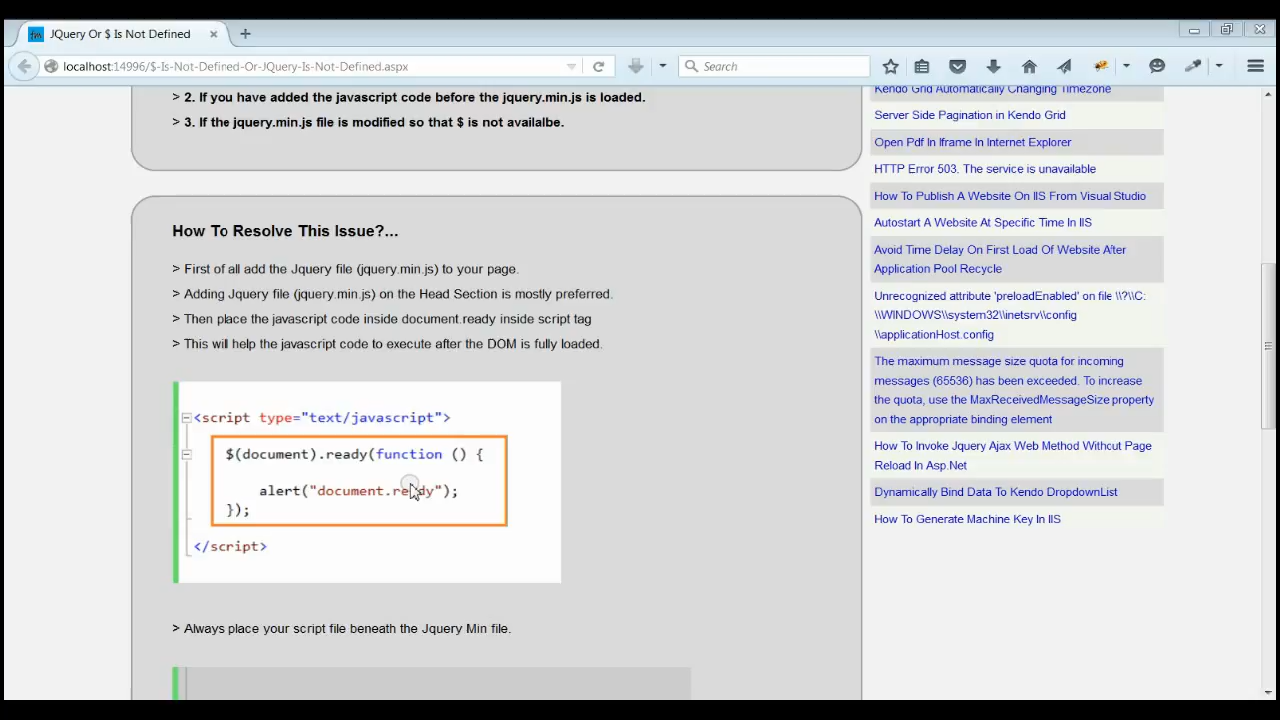 JQuery Or $ Is Not Defined
localhost:14996/$-Is-Not-Defined-Or-JQuery-Is-Not-Defined.aspx
Search
> 2. If you have added the javascript code before the jquery.min.js is loaded.
> 3. If the jquery.min.js file is modified so that $ is not availalbe.
How To Resolve This Issue?...
> First of all add the Jquery file (jquery.min.js) to your page.
> Adding Jquery file (jquery.min.js) on the Head Section is mostly preferred.
> Then place the javascript code inside document.ready inside script tag
> This will help the javascript code to execute after the DOM is fully loaded.
<script type="text/javascript">
$(document).ready(function () {
alert("document.ready");
});
</script>
> Always place your script file beneath the Jquery Min file.
Kendo Grid Automatically Changing Timezone
Server Side Pagination in Kendo Grid
Open Pdf In Iframe In Internet Explorer
HTTP Error 503. The service is unavailable
How To Publish A Website On IIS From Visual Studio
Autostart A Website At Specific Time In IIS
Avoid Time Delay On First Load Of Website After
Application Pool Recycle
Unrecognized attribute 'preloadEnabled' on file \\?\\C:
\\WINDOWS\\system32\\inetsrv\\config
\\applicationHost.config
The maximum message size quota for incoming
messages (65536) has been exceeded. To increase
the quota, use the MaxReceivedMessageSize property
on the appropriate binding element
How To Invoke Jquery Ajax Web Method Without Page
Reload In Asp.Net
Dynamically Bind Data To Kendo DropdownList
How To Generate Machine Key In IIS